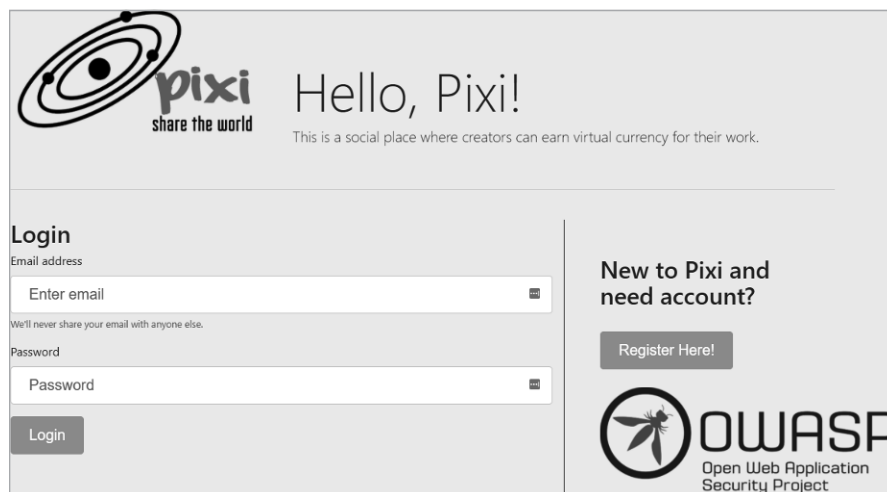 pixi
share the world
Hello, Pixi!
This is a social place where creators can earn virtual currency for their work.
Login
Email address
Enter email
We'll never share your email with anyone else.
Password
Password
Login
New to Pixi and
need account?
Register Here!
OWASP
Open Web Application
Security Project